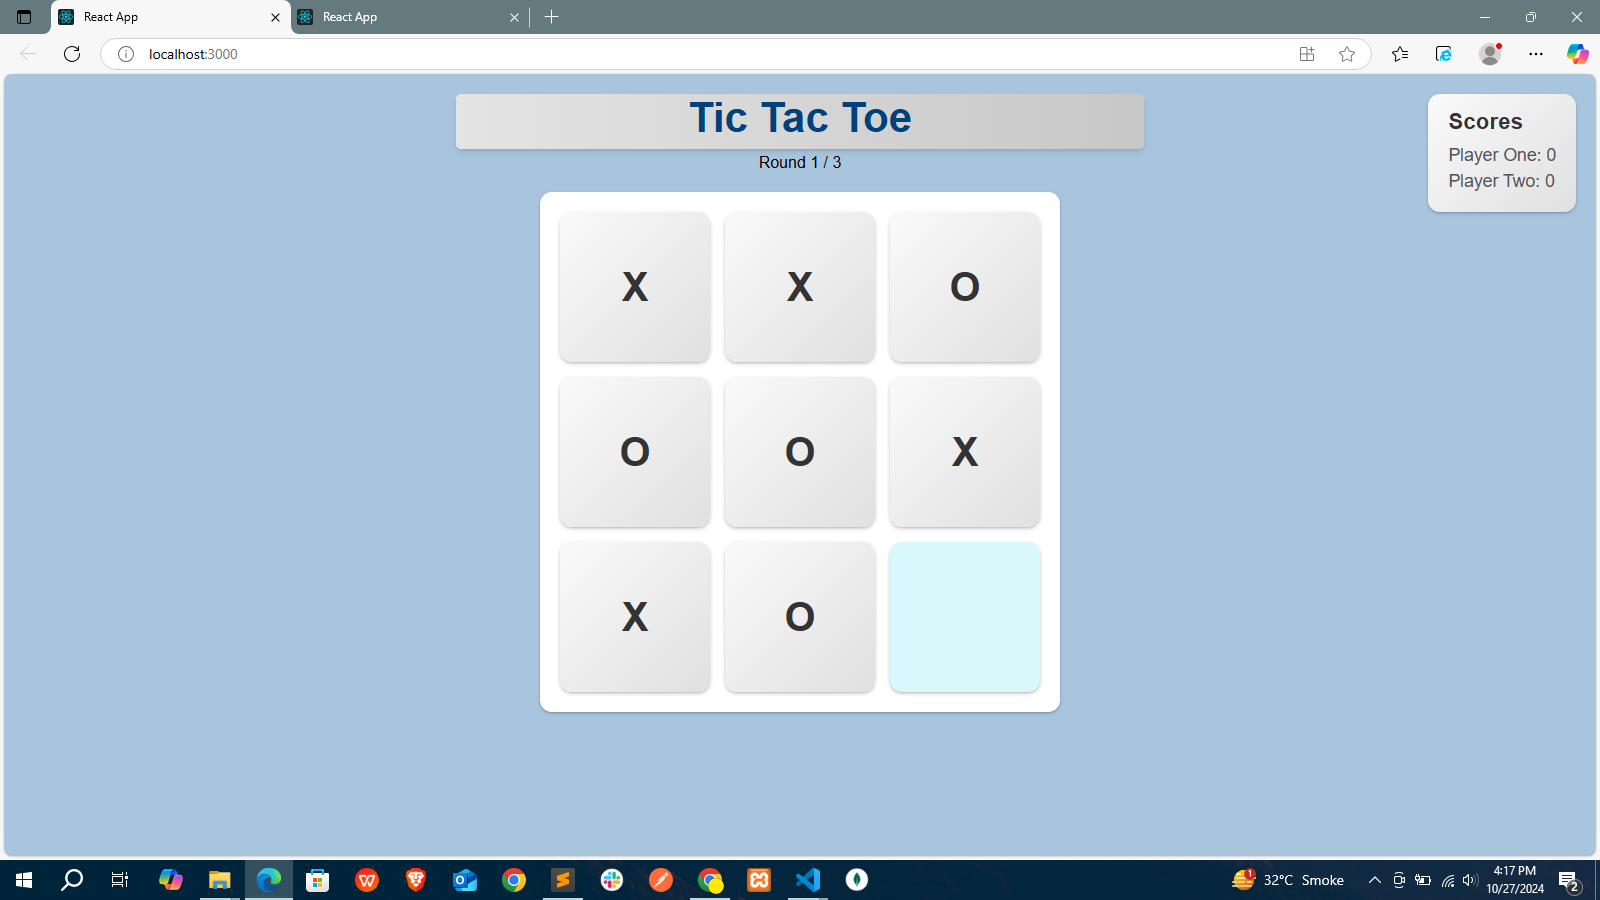 React App
React App
localhost:3000
Tic Tac Toe
Round 1 / 3
Scores
Player One: 0
Player Two: 0
X X O
O O X
X O
1
32°C Smoke
4:17 PM
10/27/2024
2